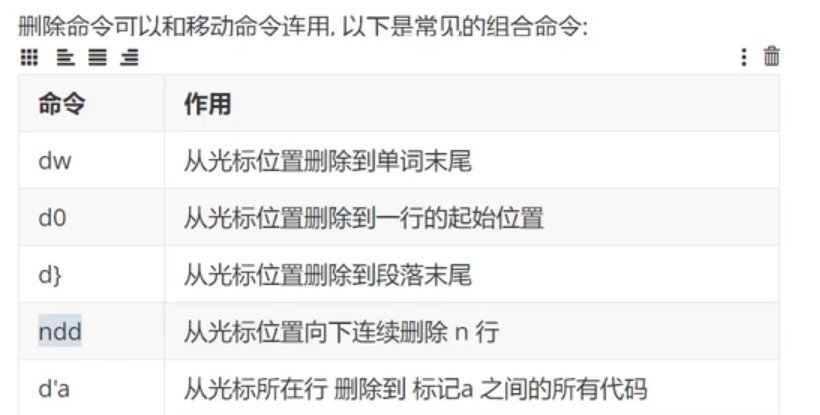 删除命令可以和移动命令连用, 以下是常见的组合命令:
命令 作用
dw 从光标位置删除到单词末尾
d0 从光标位置删除到一行的起始位置
d} 从光标位置删除到段落末尾
ndd 从光标位置向下连续删除 n 行
d'a 从光标所在行 删除到 标记a 之间的所有代码